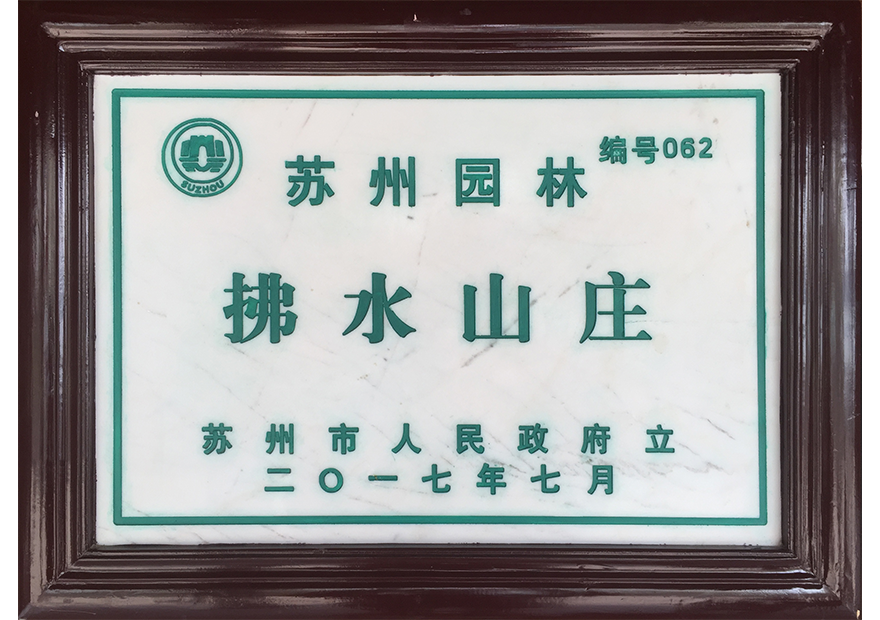 SUZHOU
苏州园林
编号062
拂水山庄
苏州市人民政府立
二〇一七年七月